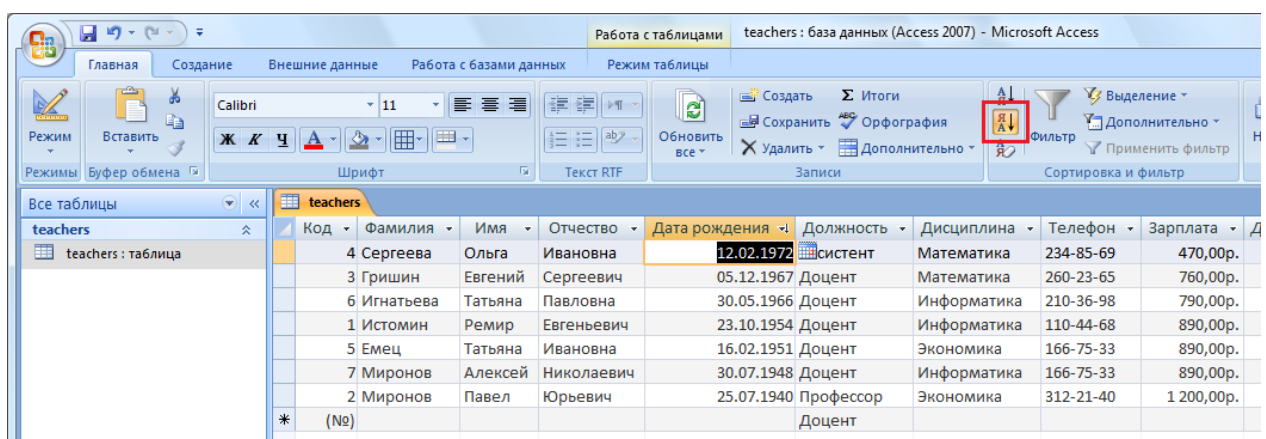 Работа с таблицами teachers : база данных (Access 2007) - Microsoft Access
Главная Создание Внешние данные Работа с базами данных Режим таблицы
Режим
Вставить
Calibri 11
Ж К Ч
Обновить все
Создать Σ Итоги
Сохранить Орфография
Удалить Дополнительно
Фильтр
Выделение
Дополнительно
Применить фильтр
Режимы Буфер обмена Шрифт Текст RTF Записи Сортировка и фильтр
Все таблицы
teachers
teachers : таблица
teachers
Код Фамилия Имя Отчество Дата рождения Должность Дисциплина Телефон Зарплата Д
4 Сергеева Ольга Ивановна 12.02.1972 систент Математика 234-85-69 470,00р.
3 Гришин Евгений Сергеевич 05.12.1967 Доцент Математика 260-23-65 760,00р.
6 Игнатьева Татьяна Павловна 30.05.1966 Доцент Информатика 210-36-98 790,00р.
1 Истомин Ремир Евгеньевич 23.10.1954 Доцент Информатика 110-44-68 890,00р.
5 Емец Татьяна Ивановна 16.02.1951 Доцент Экономика 166-75-33 890,00р.
7 Миронов Алексей Николаевич 30.07.1948 Доцент Информатика 166-75-33 890,00р.
2 Миронов Павел Юрьевич 25.07.1940 Профессор Экономика 312-21-40 1 200,00р.
* (№) Доцент